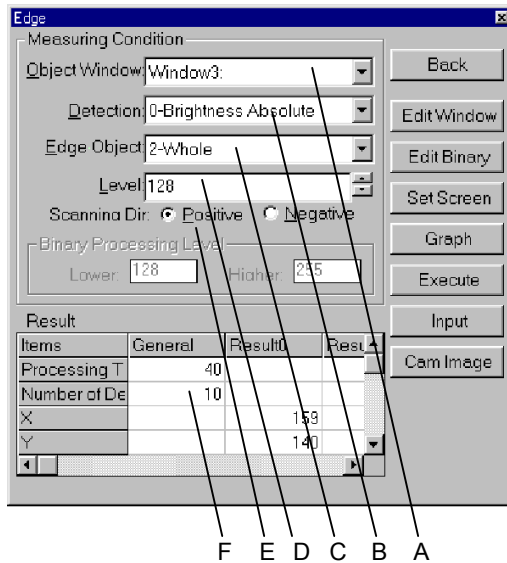 Edge
Measuring Condition
Object Window: Window3:
Detection: 0-Brightness Absolute
Edge Object: 2-Whole
Level: 128
Scanning Dir: Positive Negative
Binary Processing Level
Lower: 128 Higher: 255
Back
Edit Window
Edit Binary
Set Screen
Graph
Execute
Input
Cam Image
Result
Items General Result0 Resu
Processing T 40
Number of De 10
X 159
Y 140
F E D C B A